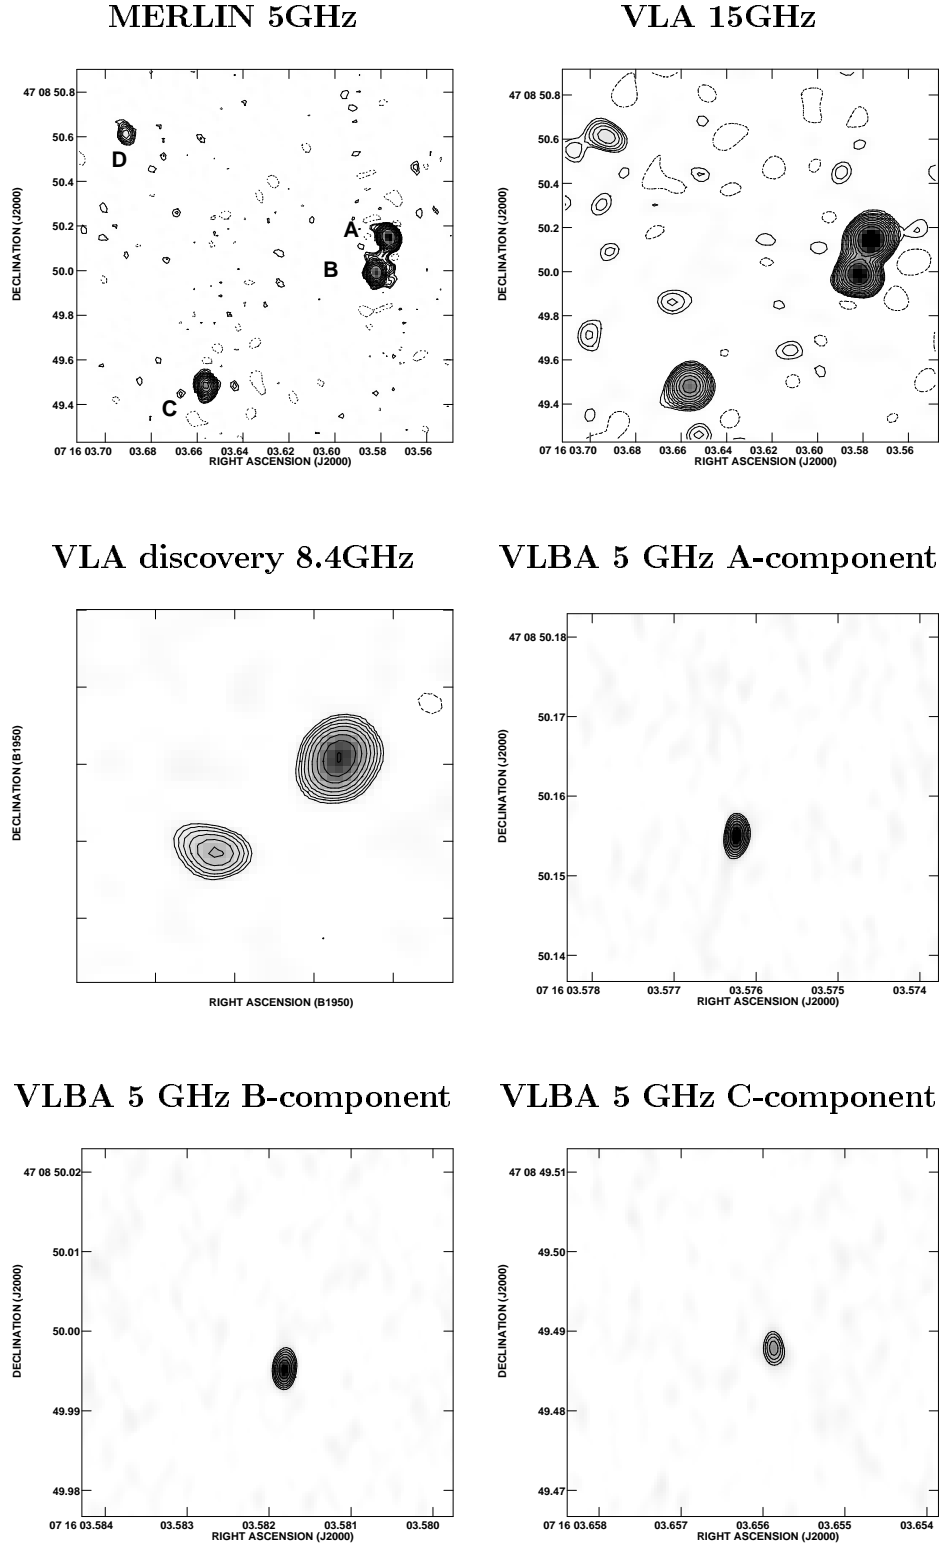 MERLIN 5GHz
VLA 15GHz
47 08 50.8
50.6
50.4
50.2
50.0
49.8
49.6
49.4
DECLINATION (J2000)
D
A
B
C
07 16 03.70 03.68 03.66 03.64 03.62 03.60 03.58 03.56
RIGHT ASCENSION (J2000)
47 08 50.8
50.6
50.4
50.2
50.0
49.8
49.6
49.4
DECLINATION (J2000)
07 16 03.70 03.68 03.66 03.64 03.62 03.60 03.58 03.56
RIGHT ASCENSION (J2000)
VLA discovery 8.4GHz
VLBA 5 GHz A-component
DECLINATION (B1950)
RIGHT ASCENSION (B1950)
47 08 50.18
50.17
50.16
50.15
50.14
DECLINATION (J2000)
07 16 03.578 03.577 03.576 03.575 03.574
RIGHT ASCENSION (J2000)
VLBA 5 GHz B-component
VLBA 5 GHz C-component
47 08 50.02
50.01
50.00
49.99
49.98
DECLINATION (J2000)
07 16 03.584 03.583 03.582 03.581 03.580
RIGHT ASCENSION (J2000)
47 08 49.51
49.50
49.49
49.48
49.47
DECLINATION (J2000)
07 16 03.658 03.657 03.656 03.655 03.654
RIGHT ASCENSION (J2000)